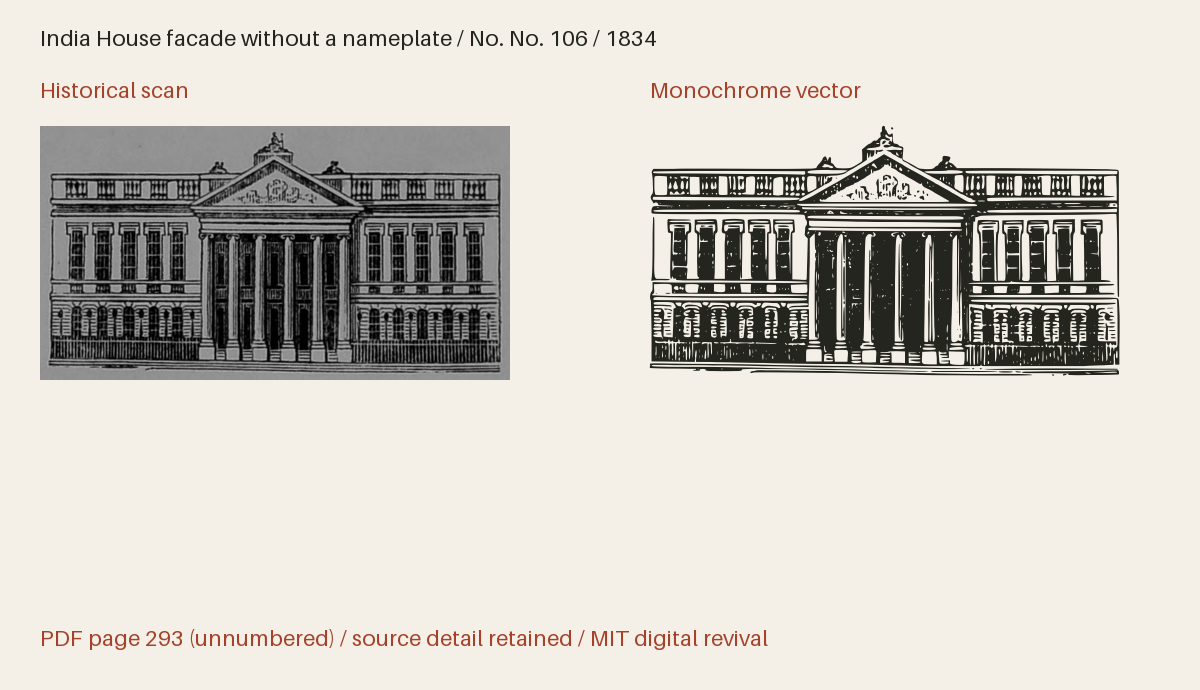 India House facade without a nameplate / No. No. 106 / 1834
Historical scan
Monochrome vector
PDF page 293 (unnumbered) / source detail retained / MIT digital revival